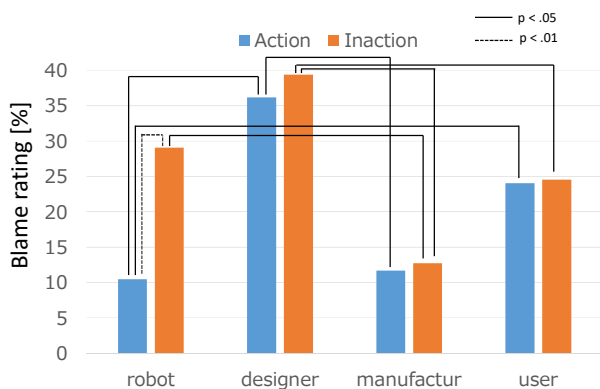 p < .05
Action Inaction
p < .01
40
35
30
25
20
15
10
5
0
Blame rating [%]
robot designer manufactur user